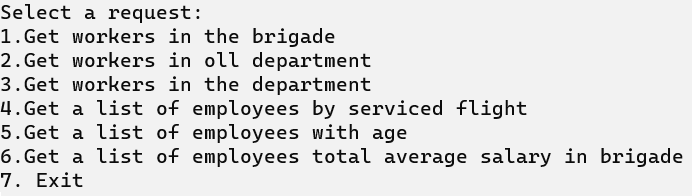 Select a request:
1.Get workers in the brigade
2.Get workers in oll department
3.Get workers in the department
4.Get a list of employees by serviced flight
5.Get a list of employees with age
6.Get a list of employees total average salary in brigade
7. Exit